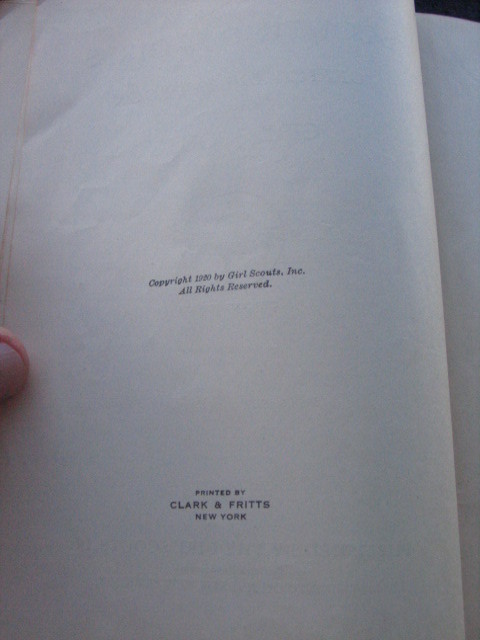 Copyright 1920 by Girl Scouts, Inc.
All Rights Reserved.
PRINTED BY
CLARK & FRITTS
NEW YORK